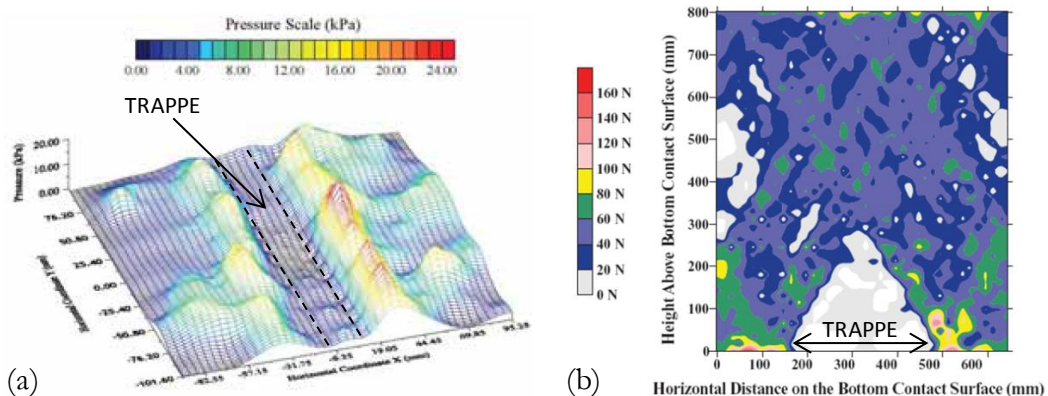 Pressure Scale (kPa)
0.00 4.00 8.00 12.00 16.00 20.00 24.00
TRAPPE
Pressure (kPa)
20.00
10.00
0.00
76.20
50.80
25.40
0.00
-25.40
-50.80
-76.20
-101.60
-82.55
-57.15
-31.75
-6.35
19.05
44.45
69.85
95.25
Horizontal Coordinate X (mm)
(a)
160 N
140 N
120 N
100 N
80 N
60 N
40 N
20 N
0 N
Height Above Bottom Contact Surface (mm)
800
700
600
500
400
300
200
100
0
TRAPPE
0 100 200 300 400 500 600
Horizontal Distance on the Bottom Contact Surface (mm)
(b)